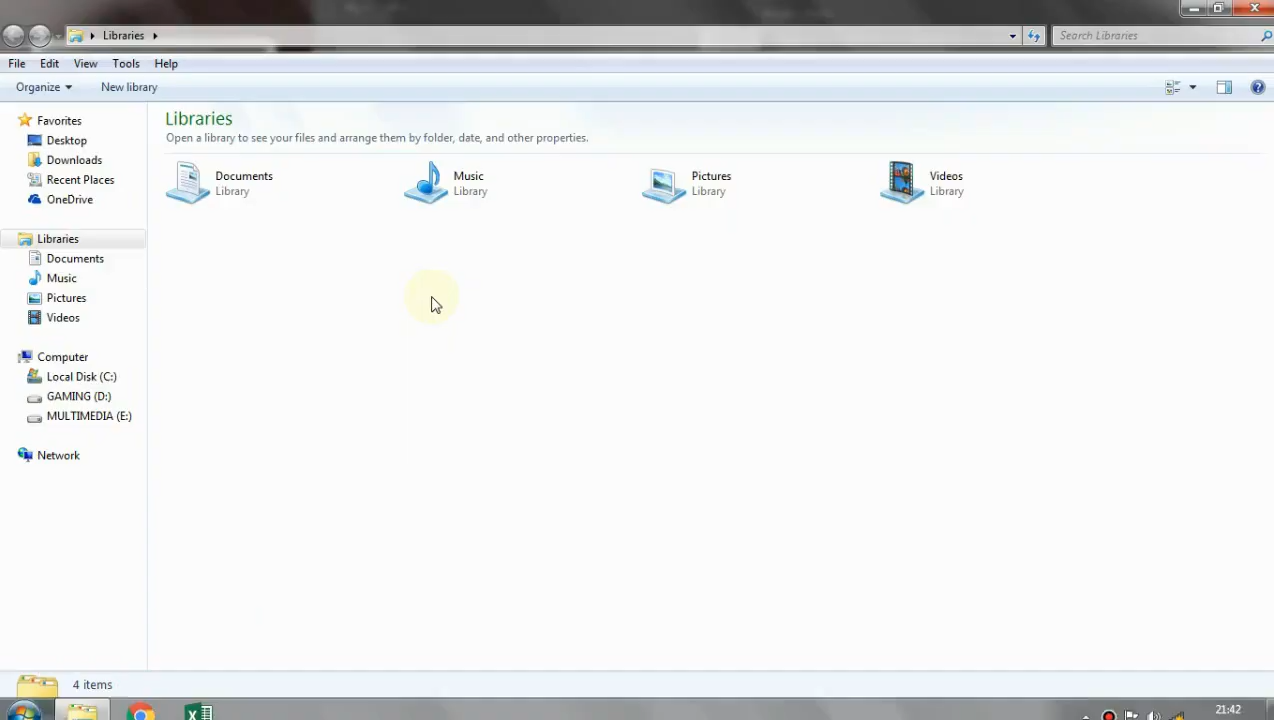 Libraries
Search Libraries
File Edit View Tools Help
Organize New library
Favorites
Desktop
Downloads
Recent Places
OneDrive
Libraries
Documents
Music
Pictures
Videos
Computer
Local Disk (C:)
GAMING (D:)
MULTIMEDIA (E:)
Network
Libraries
Open a library to see your files and arrange them by folder, date, and other properties.
Documents
Library
Music
Library
Pictures
Library
Videos
Library
4 items
21:42